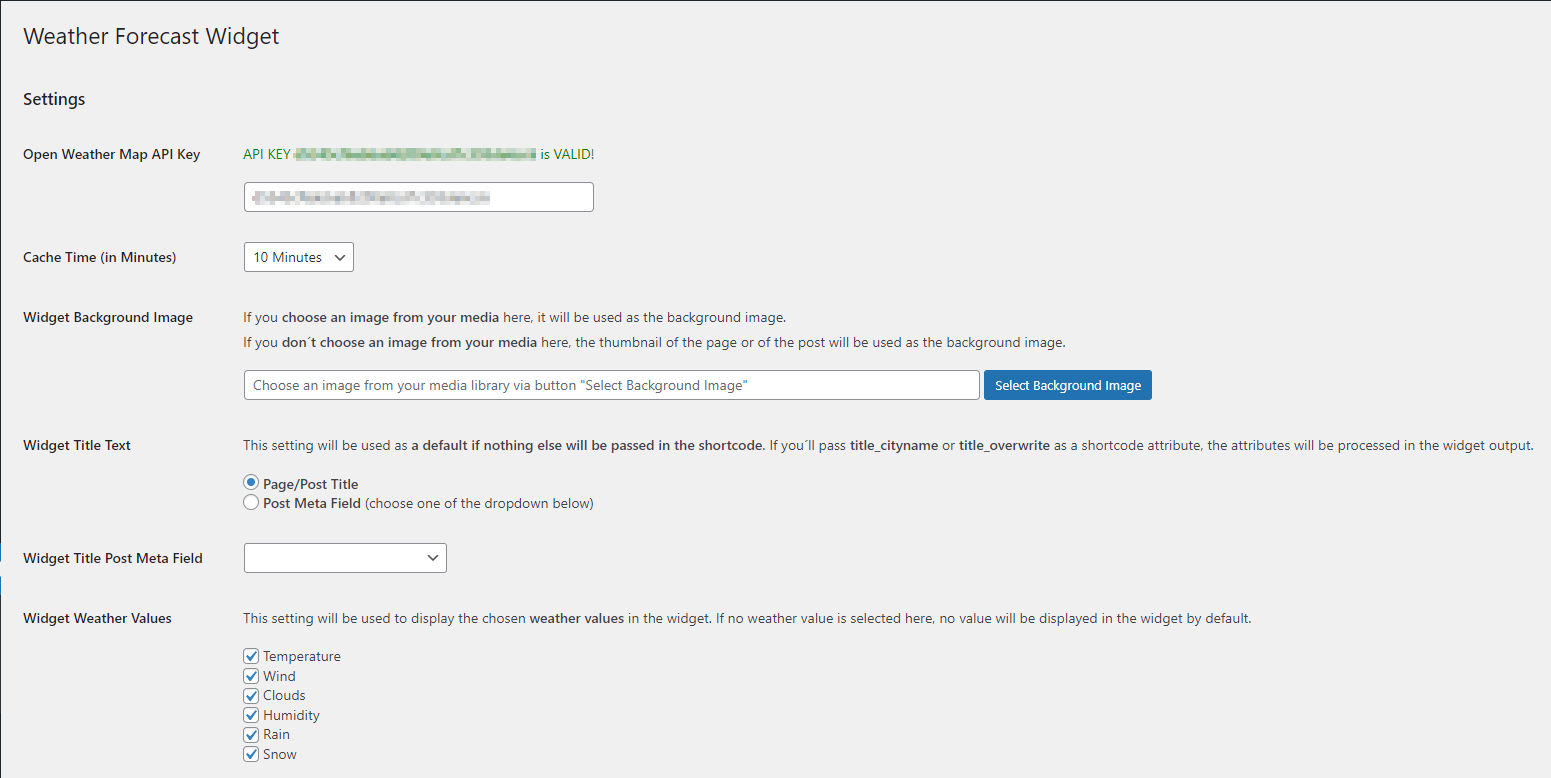 Weather Forecast Widget
Settings
Open Weather Map API Key
API KEY is VALID!
Cache Time (in Minutes)
10 Minutes
Widget Background Image
If you choose an image from your media here, it will be used as the background image.
If you don´t choose an image from your media here, the thumbnail of the page or of the post will be used as the background image.
Choose an image from your media library via button "Select Background Image"
Select Background Image
Widget Title Text
This setting will be used as a default if nothing else will be passed in the shortcode. If you´ll pass title_cityname or title_overwrite as a shortcode attribute, the attributes will be processed in the widget output.
Page/Post Title
Post Meta Field (choose one of the dropdown below)
Widget Title Post Meta Field
Widget Weather Values
This setting will be used to display the chosen weather values in the widget. If no weather value is selected here, no value will be displayed in the widget by default.
Temperature
Wind
Clouds
Humidity
Rain
Snow